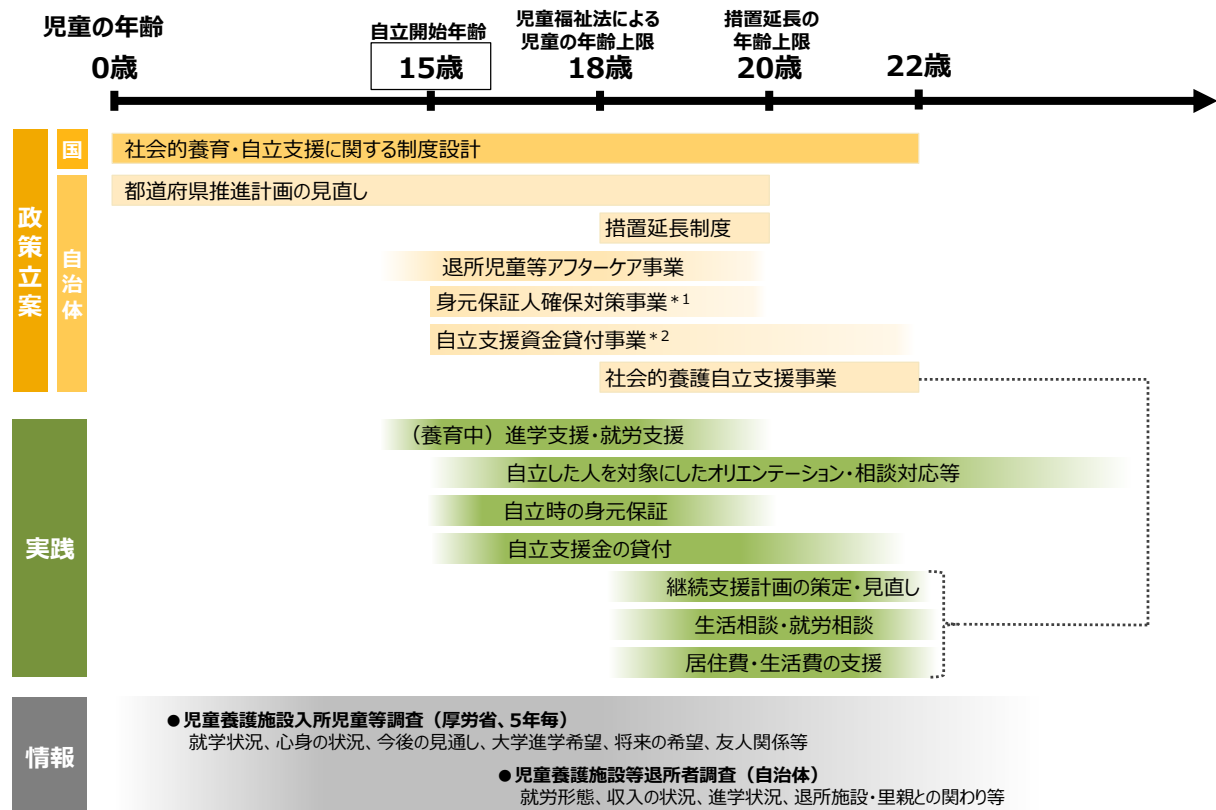 児童の年齢
自立開始年齢
児童福祉法による
児童の年齢上限
措置延長の
年齢上限
0歳
15歳
18歳
20歳
22歳
政策立案
国
社会的養育・自立支援に関する制度設計
自治体
都道府県推進計画の見直し
措置延長制度
退所児童等アフターケア事業
身元保証人確保対策事業*1
自立支援資金貸付事業*2
社会的養護自立支援事業
実践
（養育中）進学支援・就労支援
自立した人を対象にしたオリエンテーション・相談対応等
自立時の身元保証
自立支援金の貸付
継続支援計画の策定・見直し
生活相談・就労相談
居住費・生活費の支援
情報
●児童養護施設入所児童等調査（厚労省、5年毎）
就学状況、心身の状況、今後の見通し、大学進学希望、将来の希望、友人関係等
●児童養護施設等退所者調査（自治体）
就労形態、収入の状況、進学状況、退所施設・里親との関わり等